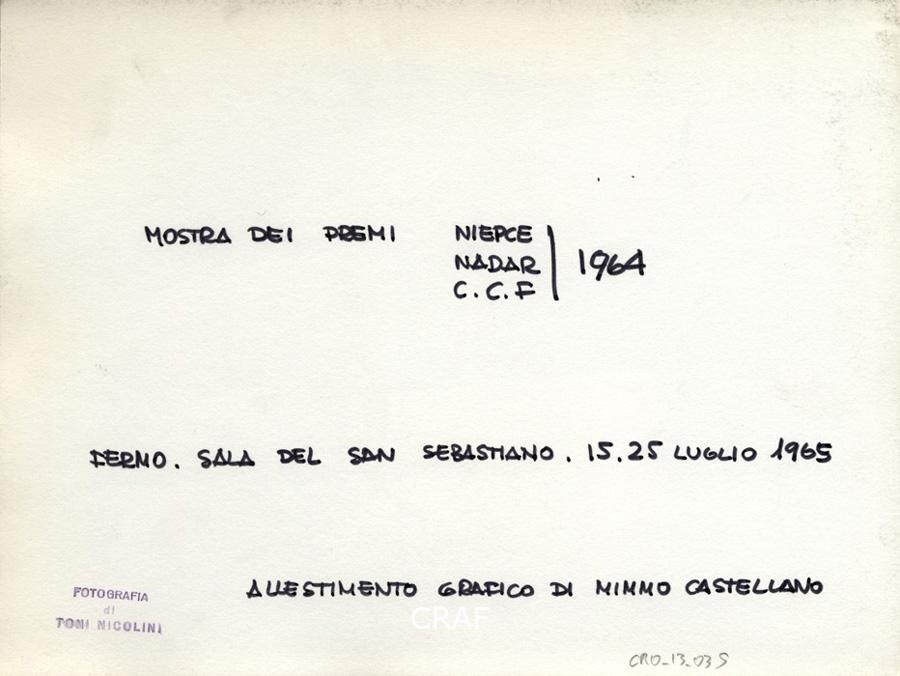 MOSTRA DEI PREMI NIEPCE
NADAR 1964
C.C.F
FERMO. SALA DEL SAN SEBASTIANO. 15.25 LUGLIO 1965
ALLESTIMENTO GRAFICO DI MIMMO CASTELLANO
FOTOGRAFIA
di
TONI NICOLINI
CRAF
CRO_13_03S